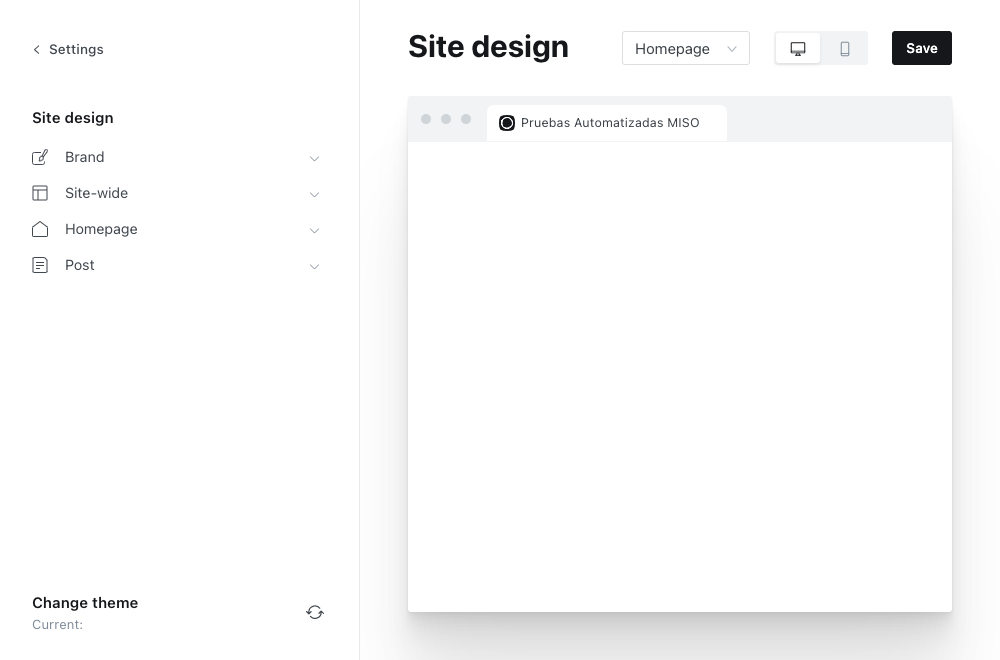 Settings
Site design
Brand
Site-wide
Homepage
Post
Change theme
Current:
Site design
Homepage
Save
Pruebas Automatizadas MISO